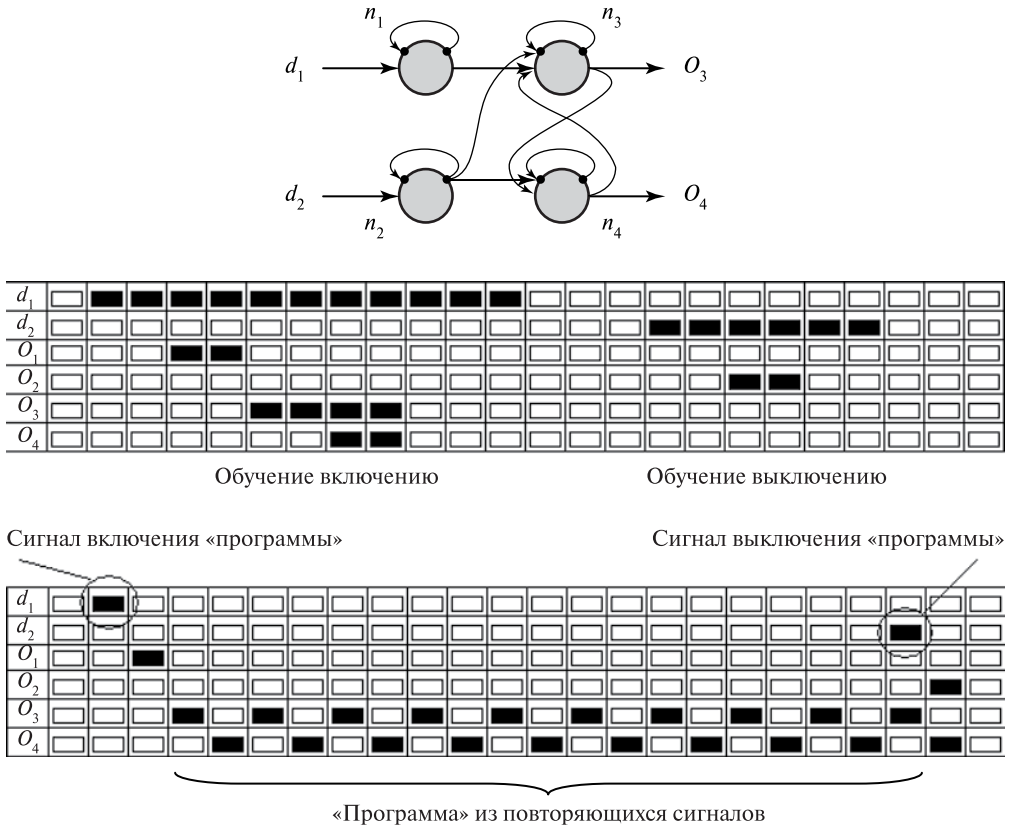 n1 n3
d1 O3
d2 O4
n2 n4
d1
d2
O1
O2
O3
O4
Обучение включению Обучение выключению
Сигнал включения «программы» Сигнал выключения «программы»
d1
d2
O1
O2
O3
O4
«Программа» из повторяющихся сигналов